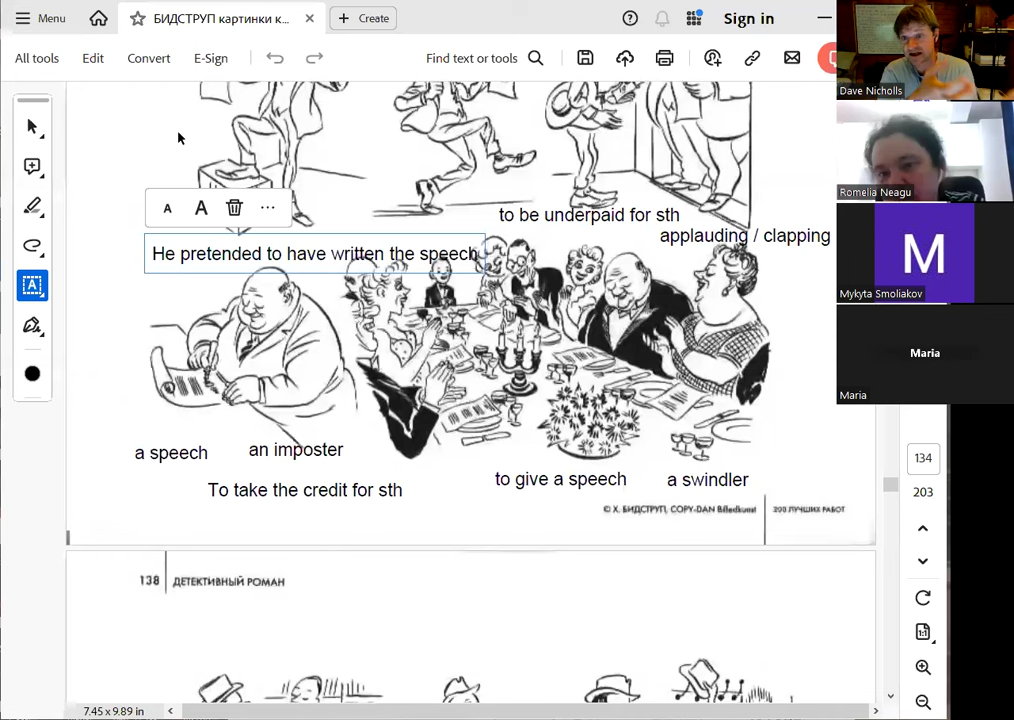 Menu
БИДСТРУП картинки к...
Create
Sign in
All tools
Edit
Convert
E-Sign
Find text or tools
Dave Nicholls
Romelia Neagu
M
Mykyta Smoliakov
Maria
Maria
A A ...
to be underpaid for sth
applauding / clapping
He pretended to have written the speech
a speech
an imposter
to give a speech
a swindler
To take the credit for sth
© Х. БИДСТРУП, COPY-DAN Billedkunst
200 ЛУЧШИХ РАБОТ
134
203
138
ДЕТЕКТИВНЫЙ РОМАН
1:1
7.45 x 9.89 in